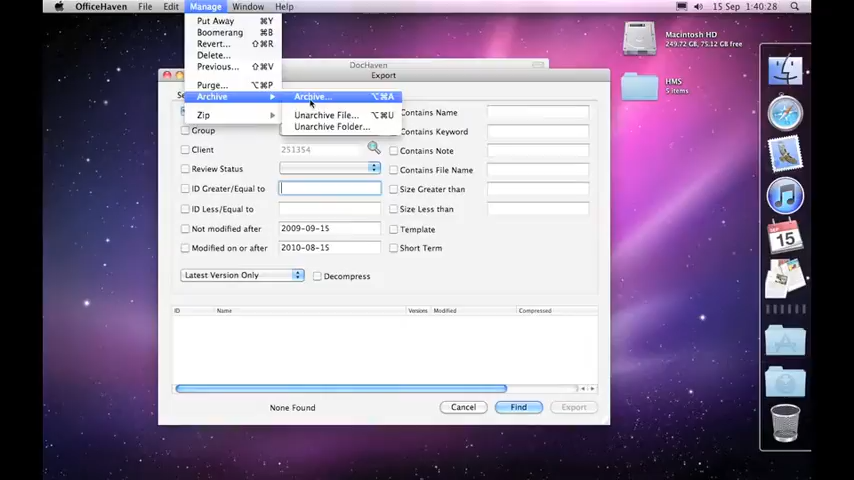 OfficeHaven File Edit Manage Window Help 15 Sep 1:40:28
Put Away ⌘Y
Boomerang ⌘B
Revert... ⇧⌘R
Delete...
Previous... ⇧⌘V
Purge... ⌥⌘P
Archive
Zip
Archive... ⌥⌘A
Unarchive File... ⌥⌘U
Unarchive Folder...
Macintosh HD
249.72 GB, 75.12 GB free
HMS
5 items
DocHaven
Export
Group
Client 251354
Review Status
ID Greater/Equal to
ID Less/Equal to
Not modified after 2009-09-15
Modified on or after 2010-08-15
Contains Name
Contains Keyword
Contains Note
Contains File Name
Size Greater than
Size Less than
Template
Short Term
Latest Version Only Decompress
ID Name Versions Modified Compressed
None Found Cancel Find Export
SEP
15